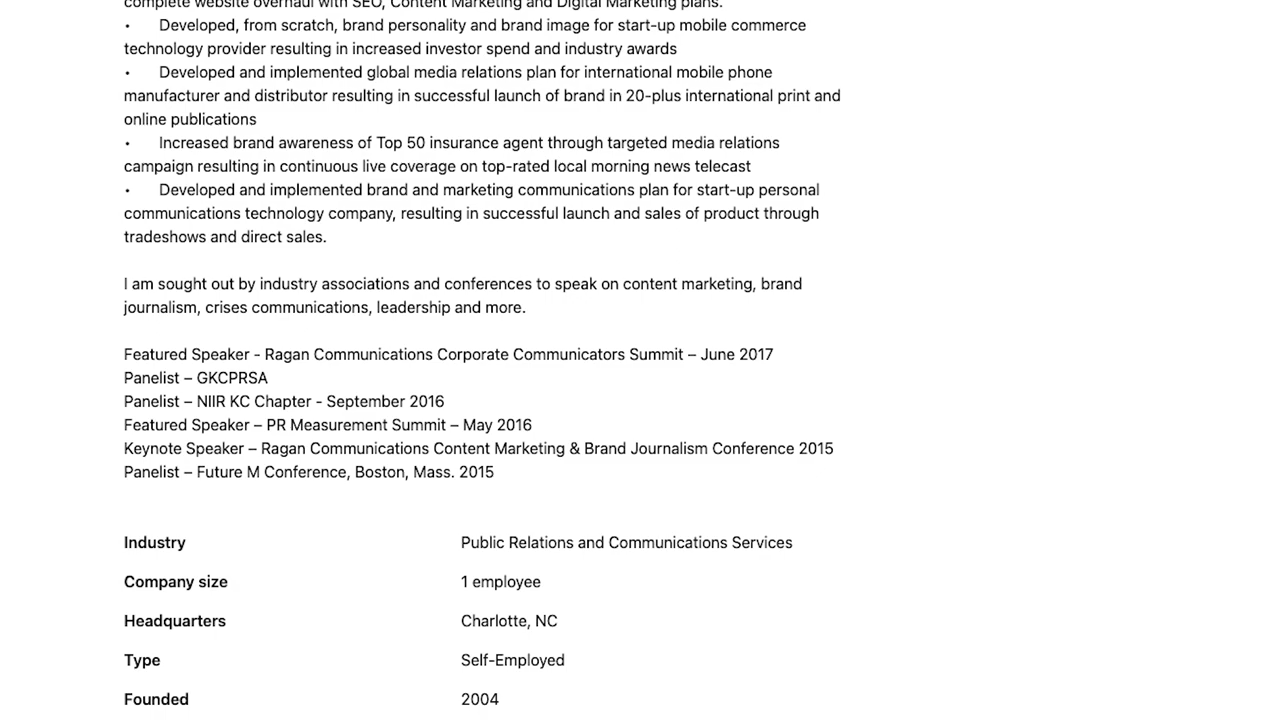 complete website overhaul with SEO, Content Marketing and Digital Marketing plans.
• Developed, from scratch, brand personality and brand image for start-up mobile commerce
technology provider resulting in increased investor spend and industry awards
• Developed and implemented global media relations plan for international mobile phone
manufacturer and distributor resulting in successful launch of brand in 20-plus international print and
online publications
• Increased brand awareness of Top 50 insurance agent through targeted media relations
campaign resulting in continuous live coverage on top-rated local morning news telecast
• Developed and implemented brand and marketing communications plan for start-up personal
communications technology company, resulting in successful launch and sales of product through
tradeshows and direct sales.
I am sought out by industry associations and conferences to speak on content marketing, brand
journalism, crises communications, leadership and more.
Featured Speaker - Ragan Communications Corporate Communicators Summit – June 2017
Panelist – GKCPRSA
Panelist – NIIR KC Chapter - September 2016
Featured Speaker – PR Measurement Summit – May 2016
Keynote Speaker – Ragan Communications Content Marketing & Brand Journalism Conference 2015
Panelist – Future M Conference, Boston, Mass. 2015
Industry Public Relations and Communications Services
Company size 1 employee
Headquarters Charlotte, NC
Type Self-Employed
Founded 2004